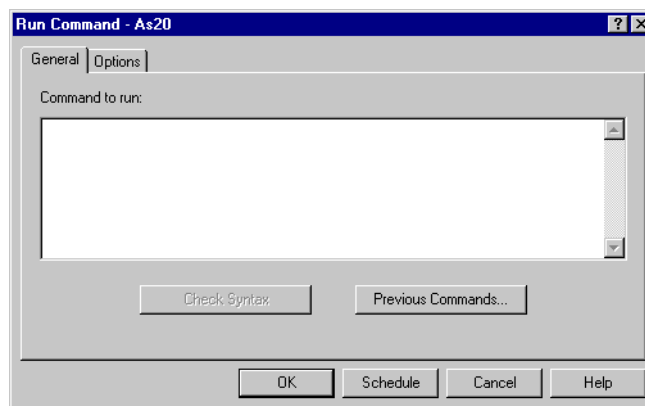 Run Command - As20
General Options
Command to run:
Check Syntax Previous Commands...
OK Schedule Cancel Help